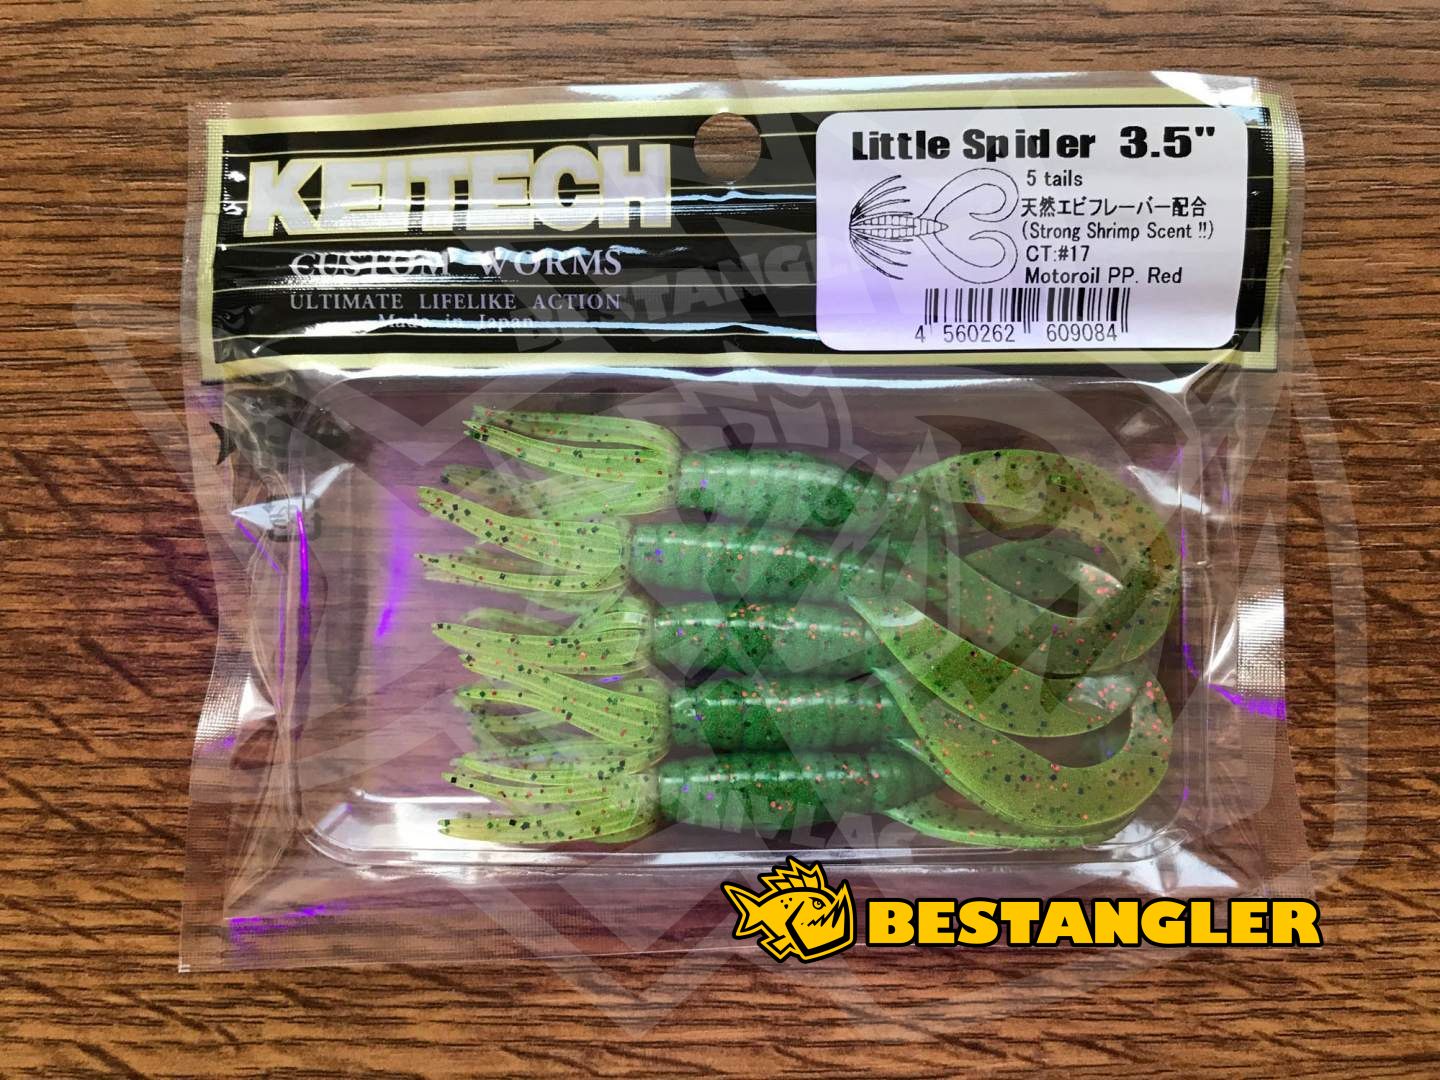 KEITECH
CUSTOM WORMS
ULTIMATE LIFELIKE ACTION
Made in Japan
Little Spider 3.5"
5 tails
天然エビフレーバー配合
(Strong Shrimp Scent !!)
CT:#17
Motoroil PP. Red
4 560262 609084
BESTANGLER
BESTANGLER